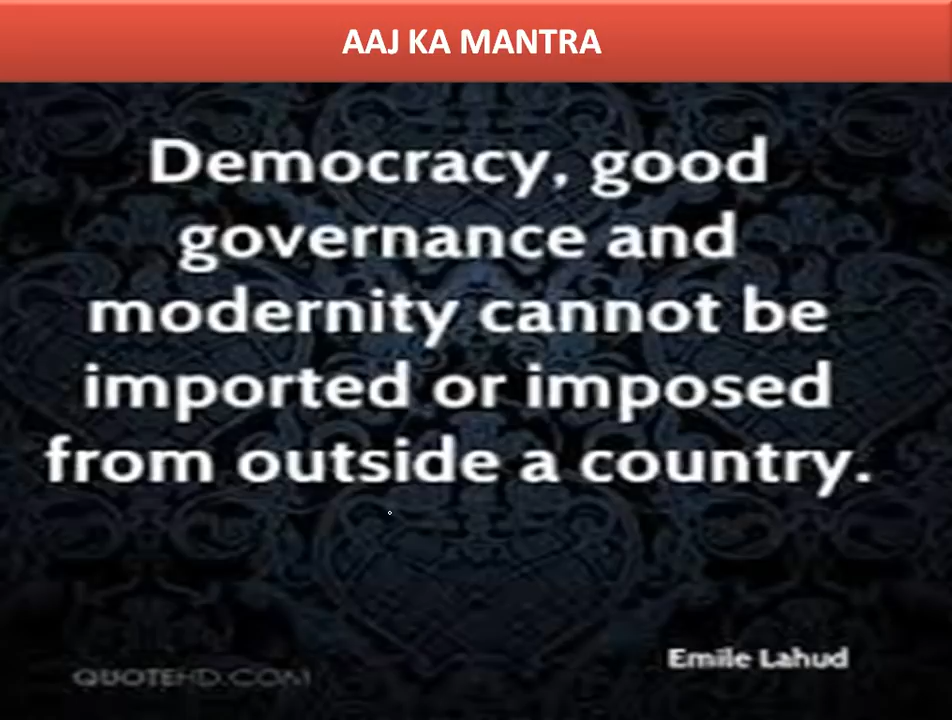 AAJ KA MANTRA
Democracy, good
governance and
modernity cannot be
imported or imposed
from outside a country.
Emile Lahud
QUOTEHD.COM